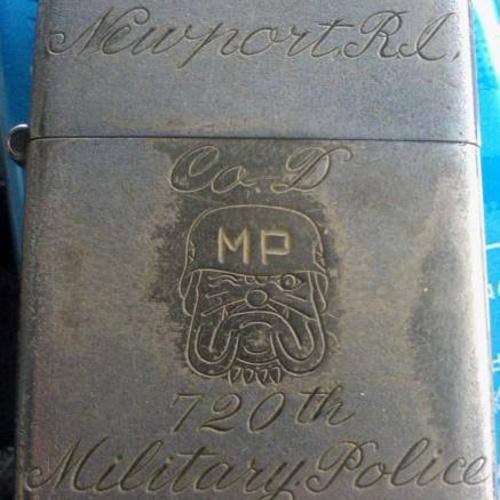 Newport.R.I.
Co. D
MP
720th
Military.Police